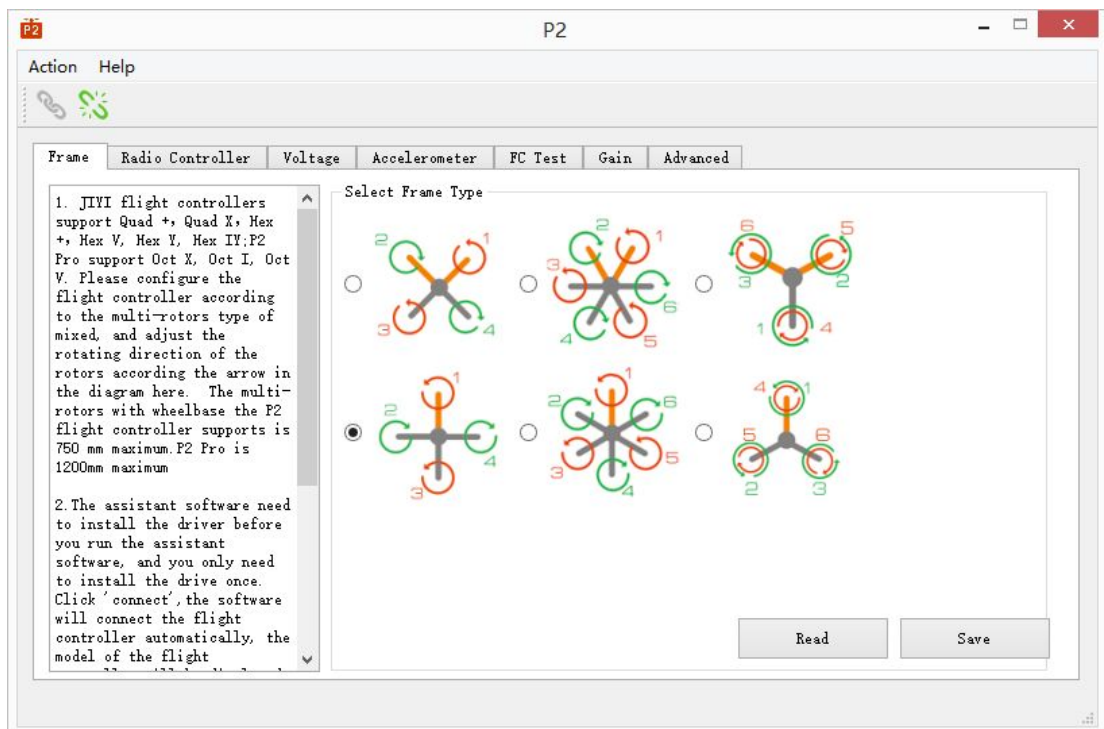 P2
P2
Action Help
Frame Radio Controller Voltage Accelerometer FC Test Gain Advanced
1. JIYI flight controllers
support Quad +, Quad X, Hex
+, Hex V, Hex Y, Hex IY;P2
Pro support Oct X, Oct I, Oct
V. Please configure the
flight controller according
to the multi-rotors type of
mixed, and adjust the
rotating direction of the
rotors according the arrow in
the diagram here. The multi-
rotors with wheelbase the P2
flight controller supports is
750 mm maximum.P2 Pro is
1200mm maximum
2.The assistant software need
to install the driver before
you run the assistant
software, and you only need
to install the drive once.
Click 'connect',the software
will connect the flight
controller automatically, the
model of the flight
Select Frame Type
2 1
3 4
2 1
3 6
4 5
6 5
3 2
1 4
1
2 4
3
1
2 6
3 5
4
4 1
5 6
2 3
Read Save